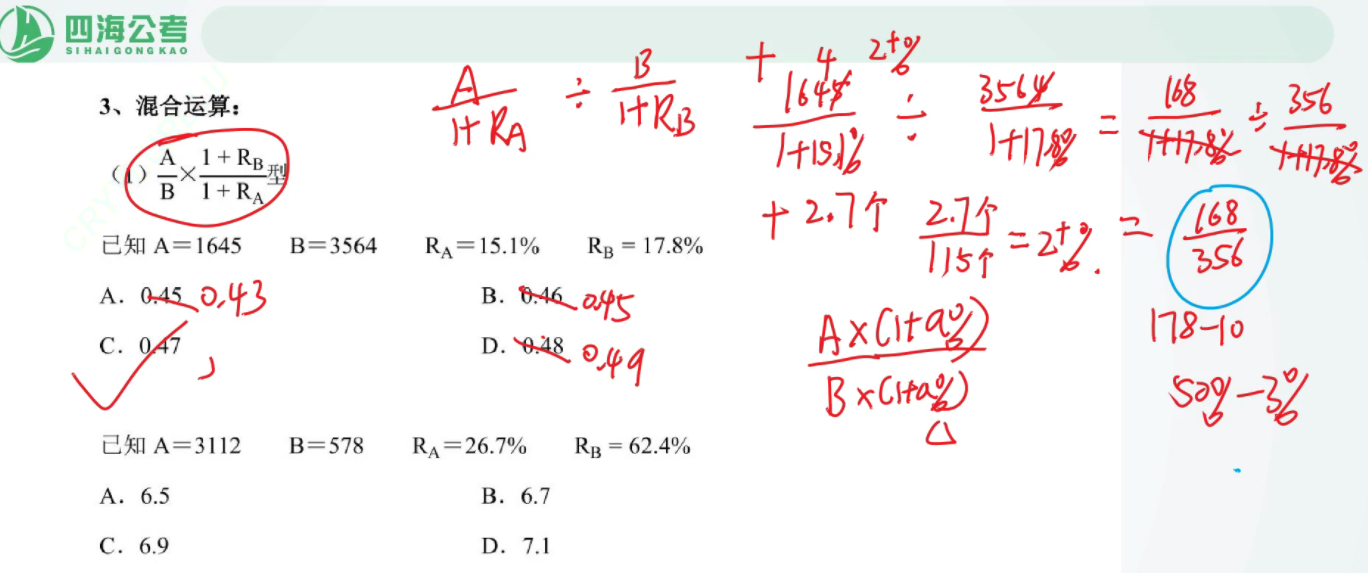 四海公考
SIHAIGONGKAO
3、混合运算：
(1) A/B × (1+R_B)/(1+R_A) 型
A/(1+R_A) ÷ B/(1+R_B)
+ 4 2+%
1645/(1+15.1%) ÷ 3564/(1+17.8%) = 168/(1+17.8%) ÷ 356/(1+17.8%)
+2.7个 2.7个/115个 = 2+%. = 168/356
已知 A＝1645 B＝3564 R_A＝15.1% R_B = 17.8%
A．0.45 0.43 B．0.46 0.45
C．0.47 D．0.48 0.49
A×(1+a%)/B×(1+a%)
178-10
50%-3%
已知 A＝3112 B＝578 R_A＝26.7% R_B = 62.4%
A．6.5 B．6.7
C．6.9 D．7.1